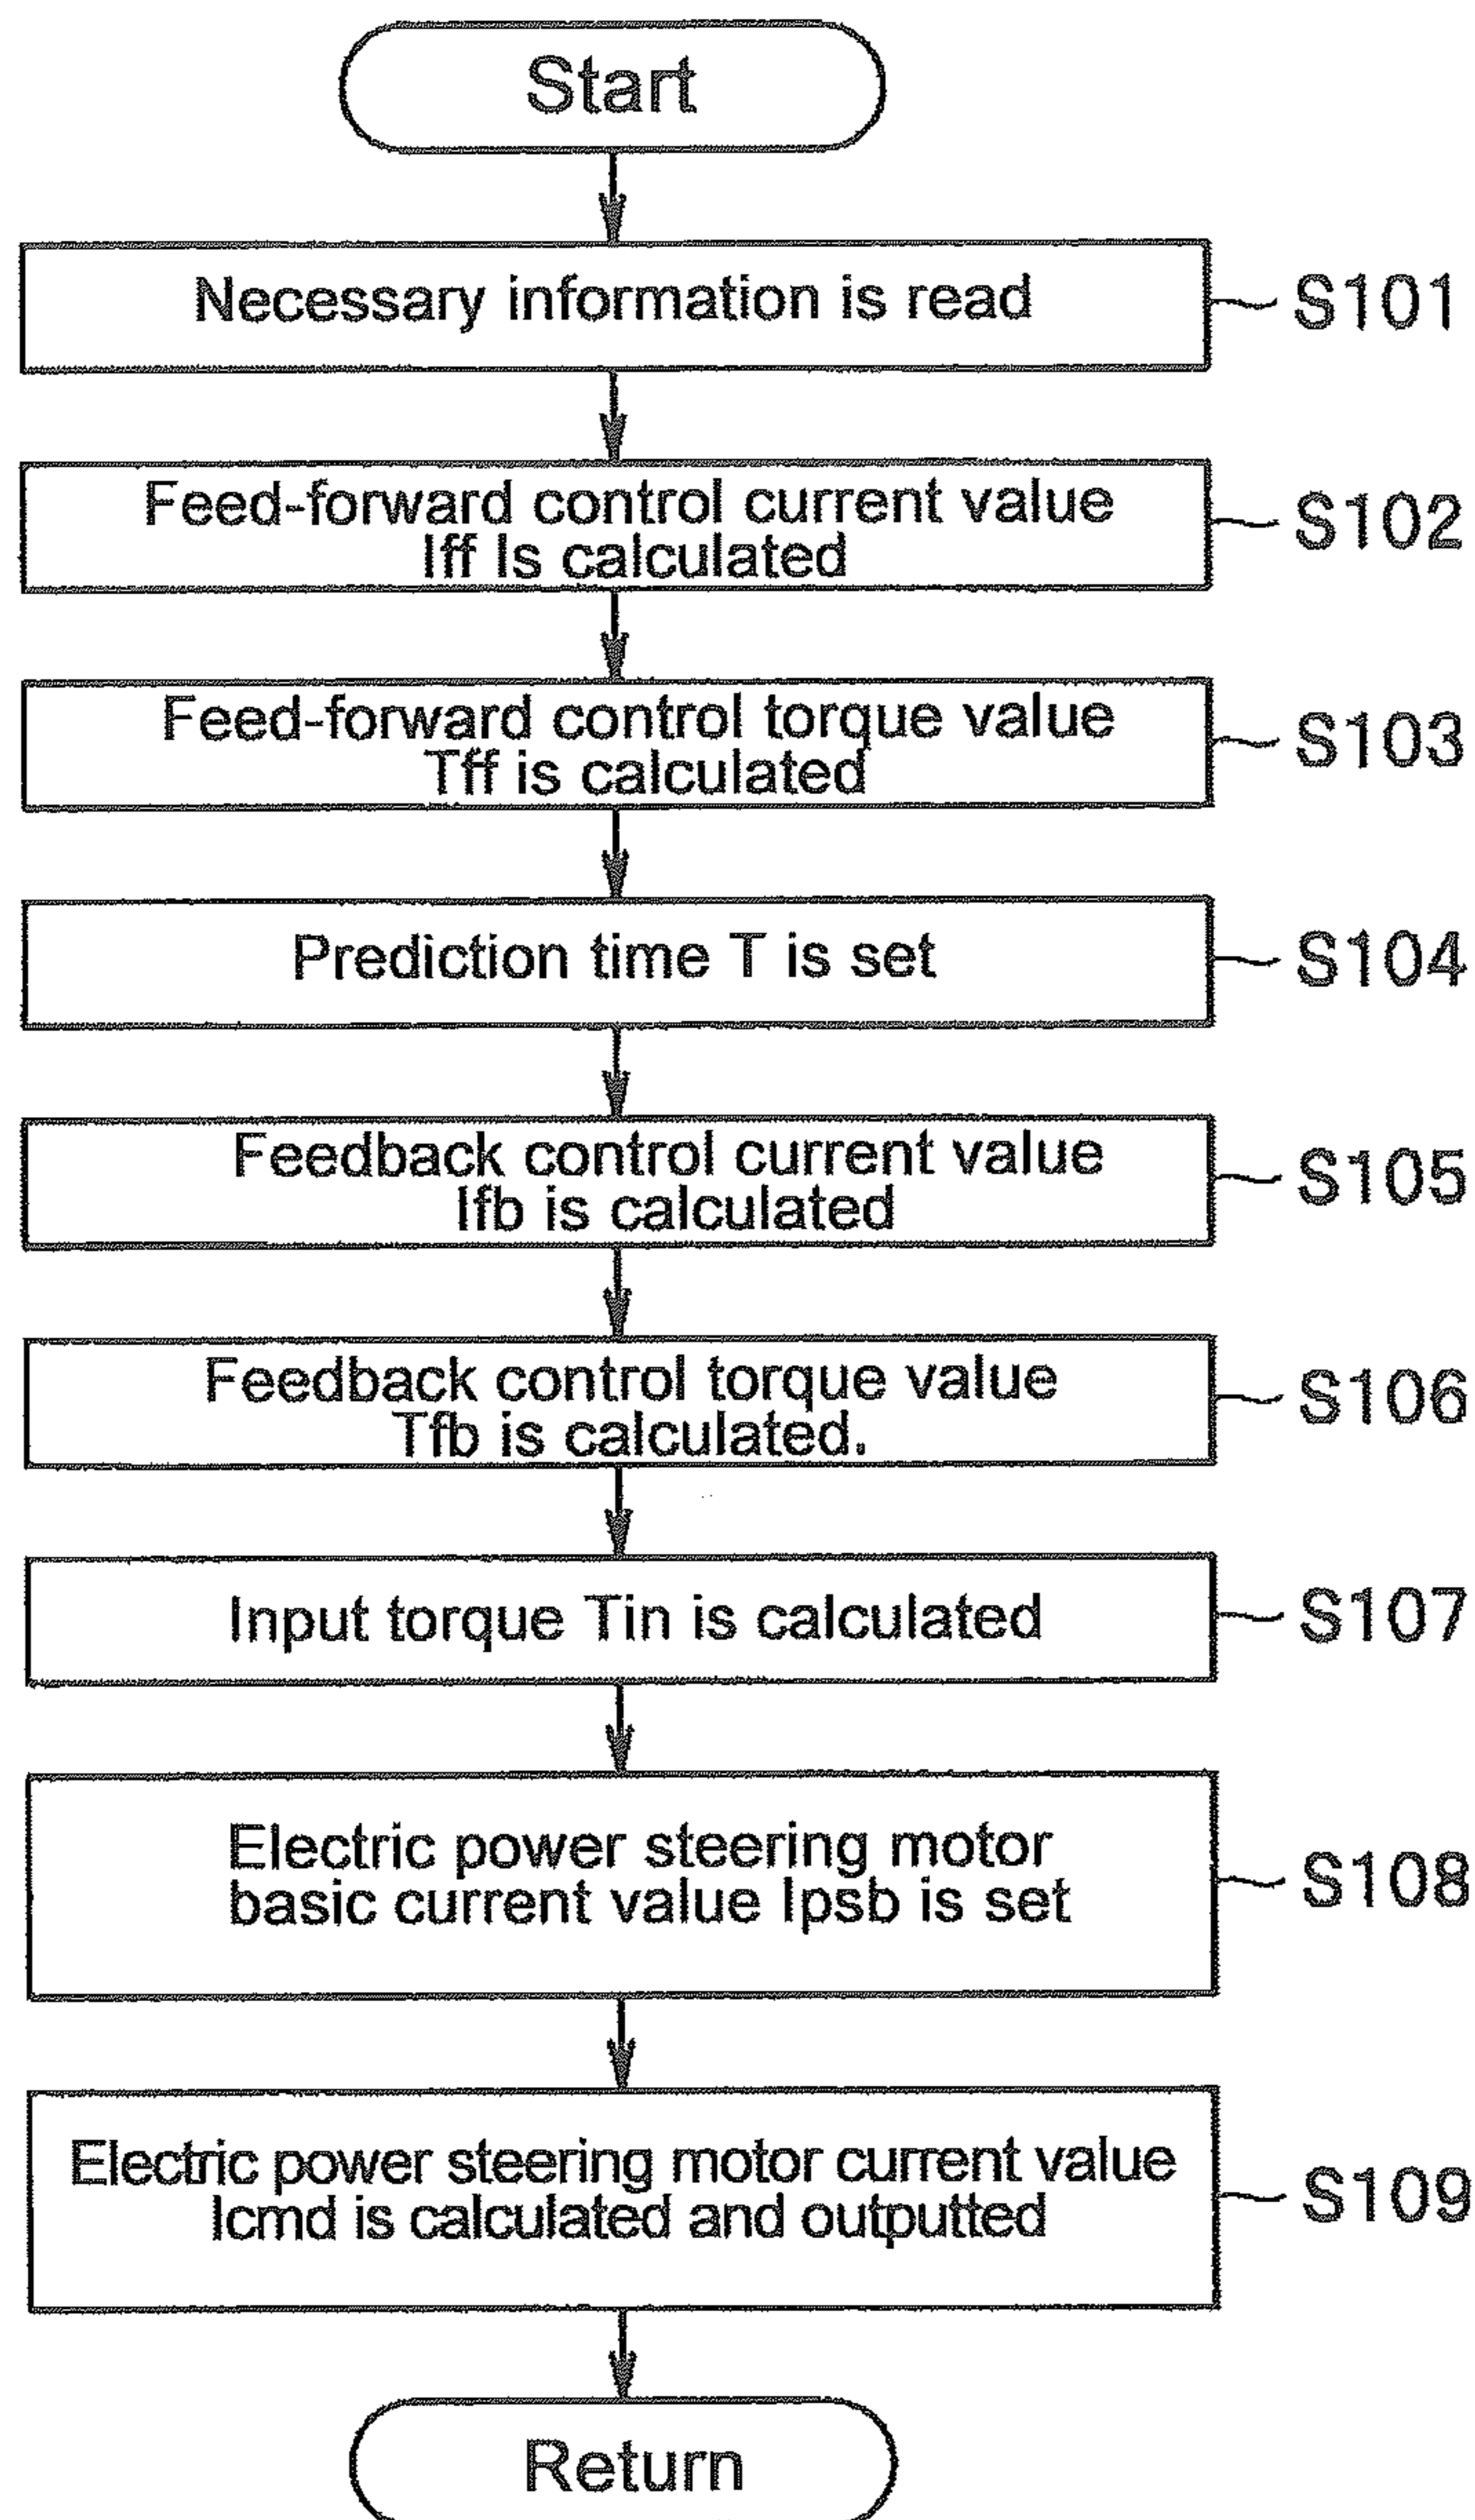 Start
Necessary information is read
S101
Feed-forward control current value
Iff Is calculated
S102
Feed-forward control torque value
Tff is calculated
S103
Prediction time T is set
S104
Feedback control current value
Ifb is calculated
S105
Feedback control torque value
Tfb is calculated.
S106
Input torque Tin is calculated
S107
Electric power steering motor
basic current value Ipsb is set
S108
Electric power steering motor current value
Icmd is calculated and outputted
S109
Return